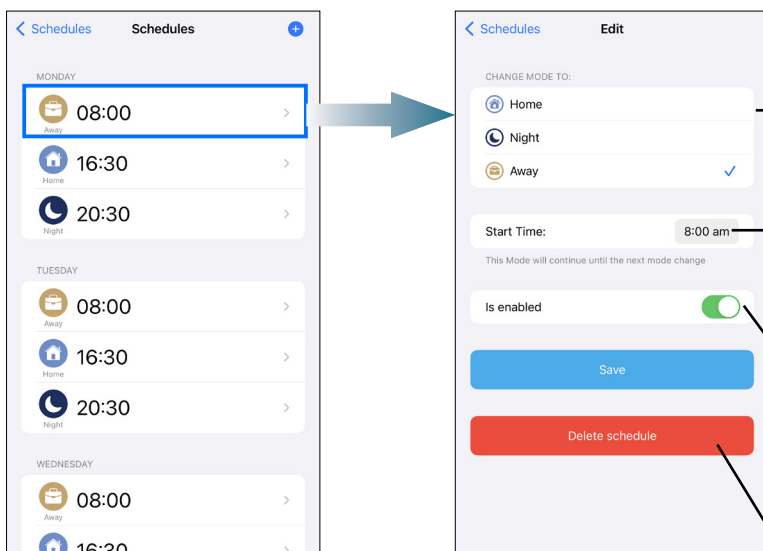 Schedules
Schedules
MONDAY
08:00
Away
16:30
Home
20:30
Night
TUESDAY
08:00
Away
16:30
Home
20:30
Night
WEDNESDAY
08:00
Away
16:30
Schedules
Edit
CHANGE MODE TO:
Home
Night
Away
Start Time:
8:00 am
This Mode will continue until the next mode change
Is enabled
Save
Delete schedule